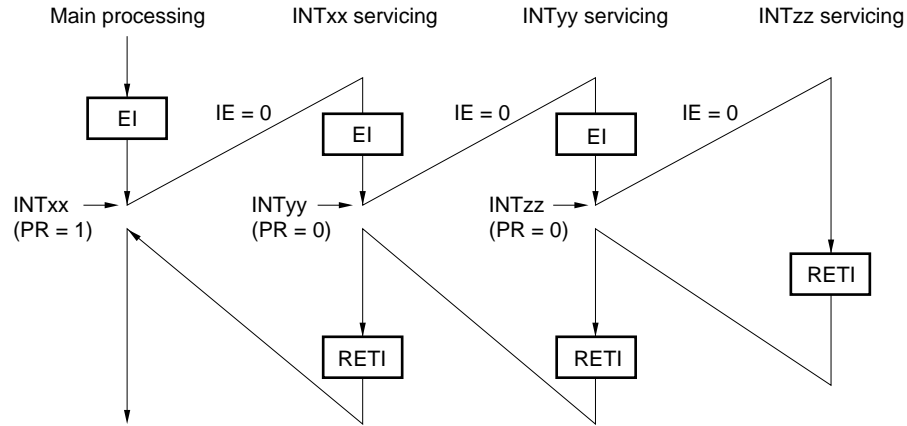 Main processing
INTxx servicing
INTyy servicing
INTzz servicing
EI
IE = 0
EI
IE = 0
EI
IE = 0
INTxx
(PR = 1)
INTyy
(PR = 0)
INTzz
(PR = 0)
RETI
RETI
RETI